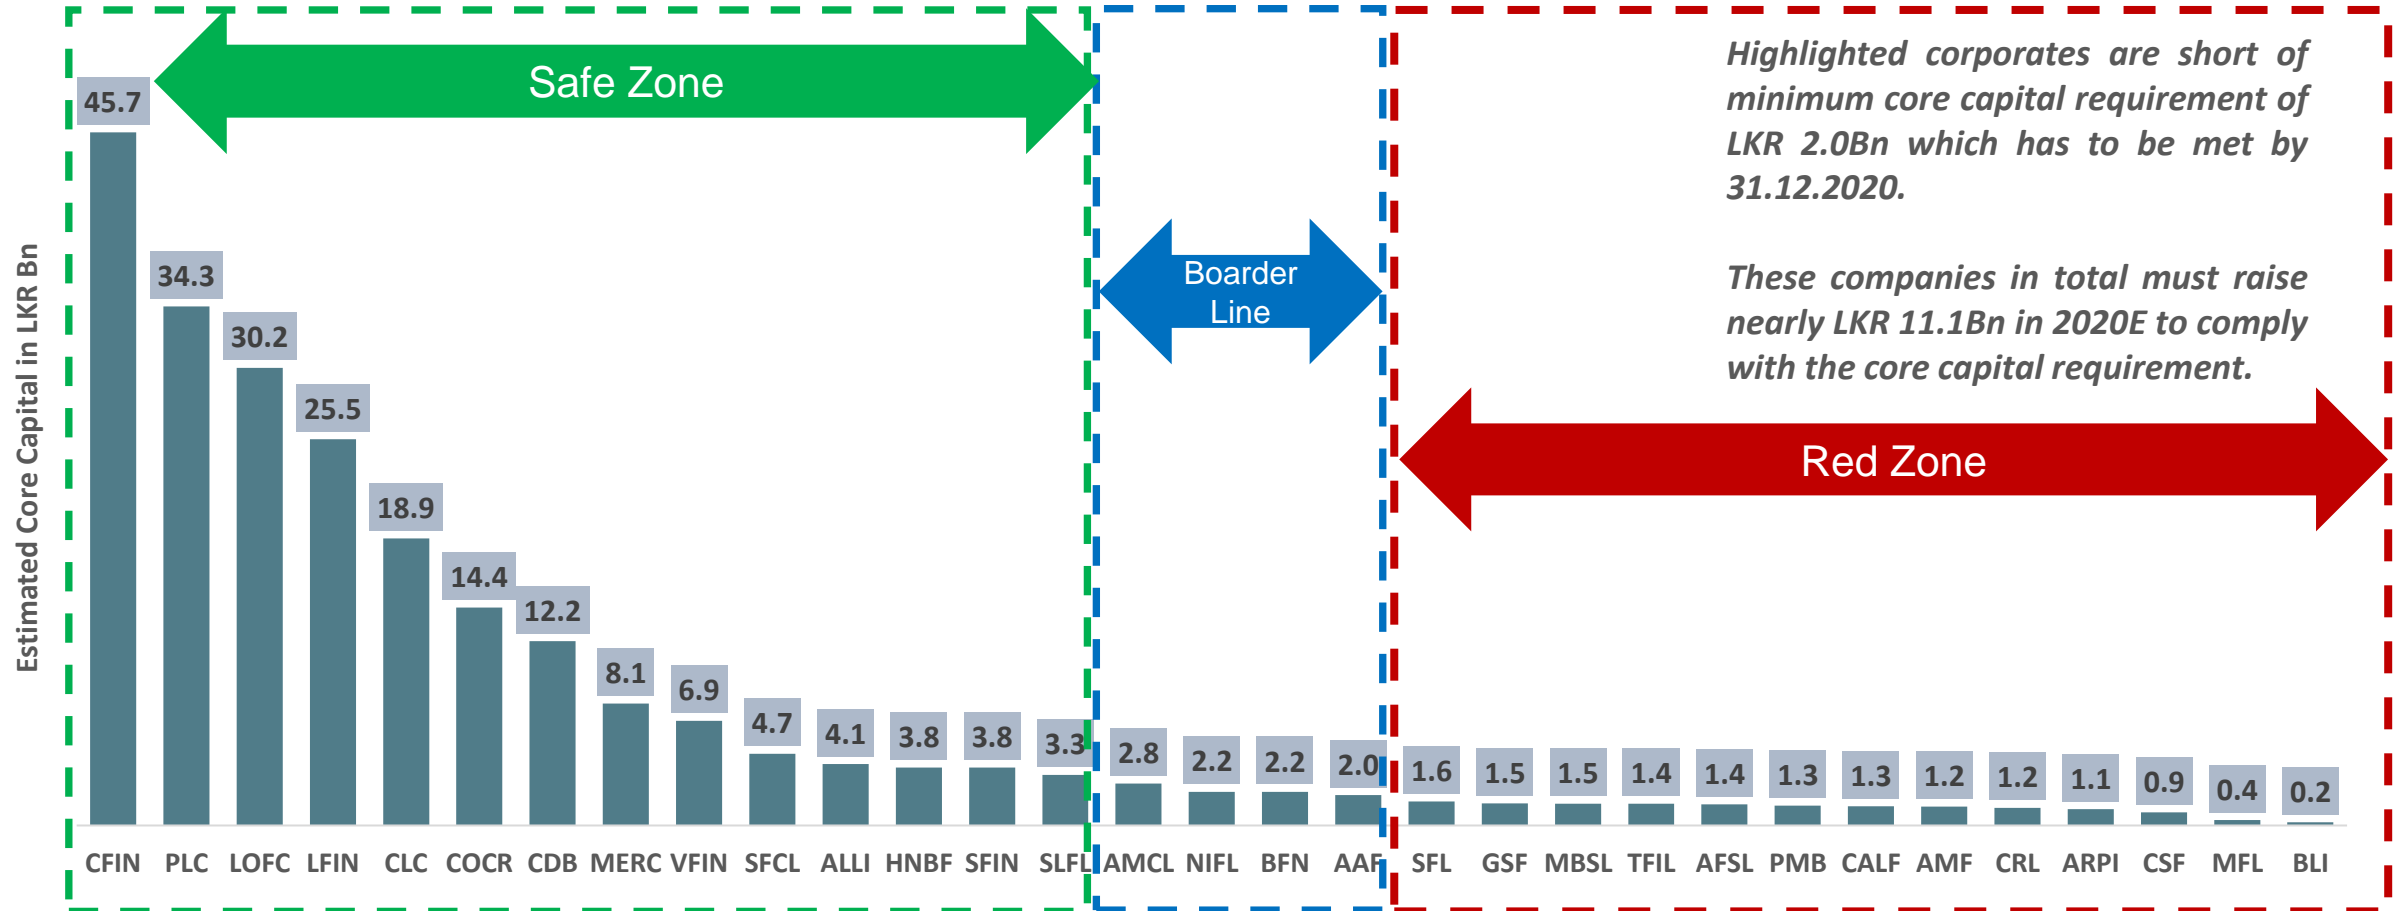 Safe Zone
Boarder
Line
Highlighted corporates are short of
minimum core capital requirement of
LKR 2.0Bn which has to be met by
31.12.2020.
These companies in total must raise
nearly LKR 11.1Bn in 2020E to comply
with the core capital requirement.
Red Zone
Estimated Core Capital in LKR Bn
45.7 34.3 30.2 25.5 18.9 14.4 12.2 8.1 6.9 4.7 4.1 3.8 3.8 3.3 2.8 2.2 2.2 2.0 1.6 1.5 1.5 1.4 1.4 1.3 1.3 1.2 1.2 1.1 0.9 0.4 0.2
CFIN PLC LOFC LFIN CLC COCR CDB MERC VFIN SFCL ALLI HNBF SFIN SLFL AMCL NIFL BFN AAF SFL GSF MBSL TFIL AFSL PMB CALF AMF CRL ARPI CSF MFL BLI